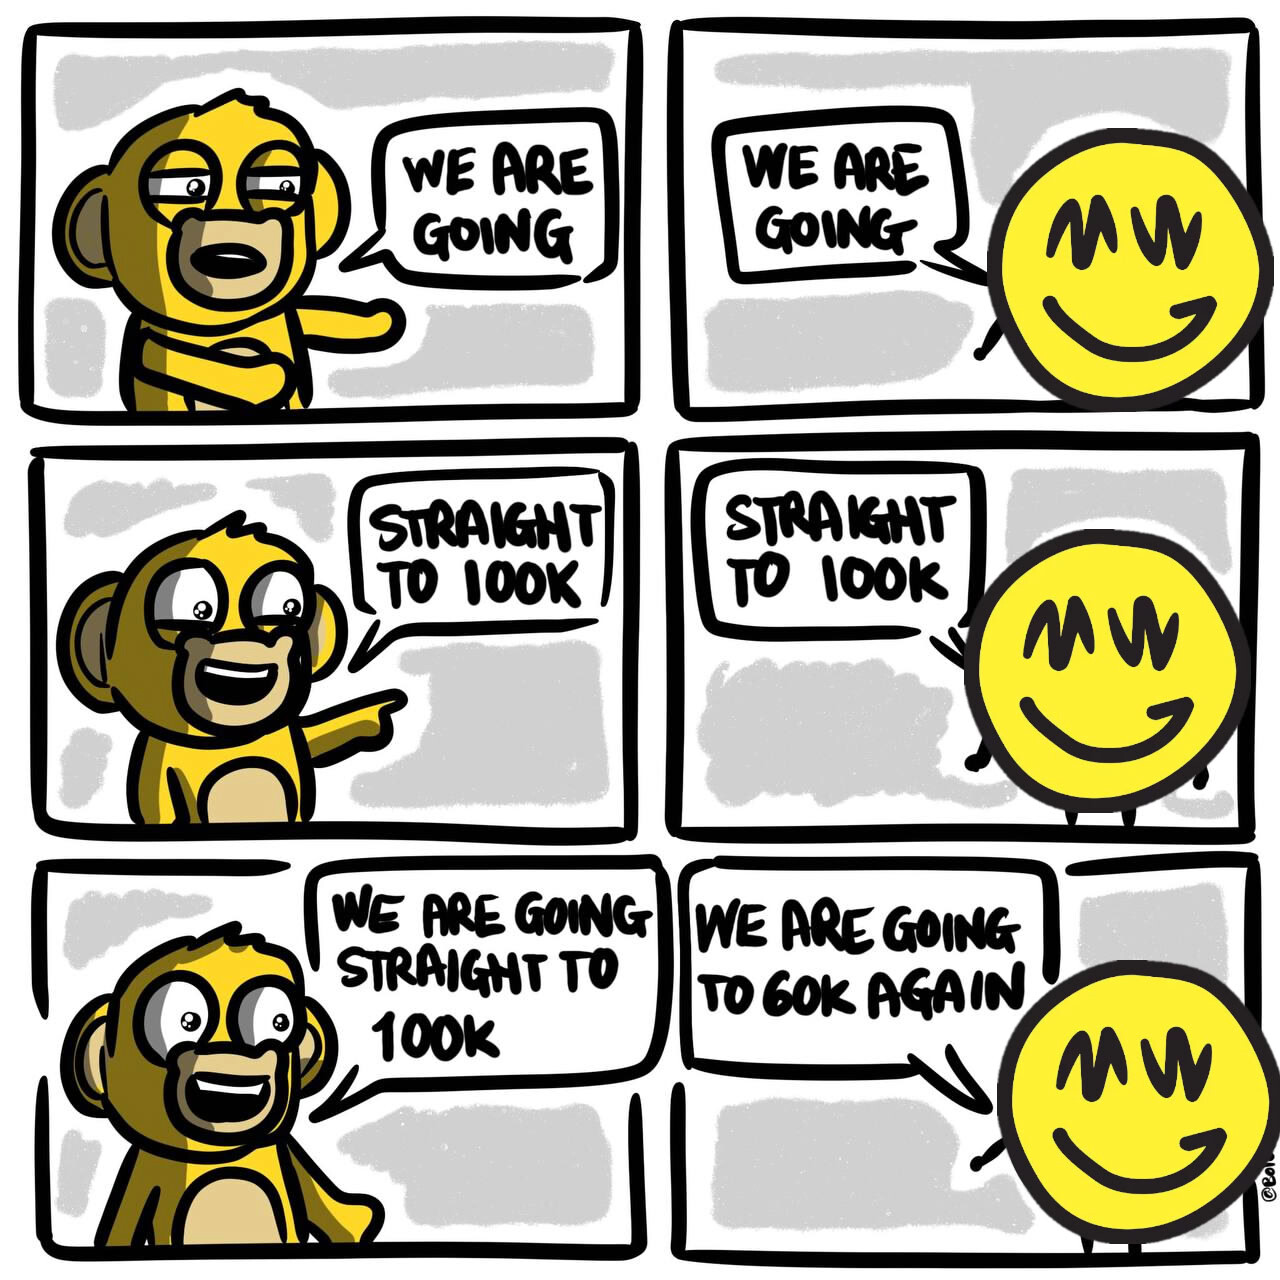 WE ARE
GOING
WE ARE
GOING
STRAIGHT
TO 100K
STRAIGHT
TO 100K
WE ARE GOING
STRAIGHT TO
100K
WE ARE GOING
TO 60K AGAIN